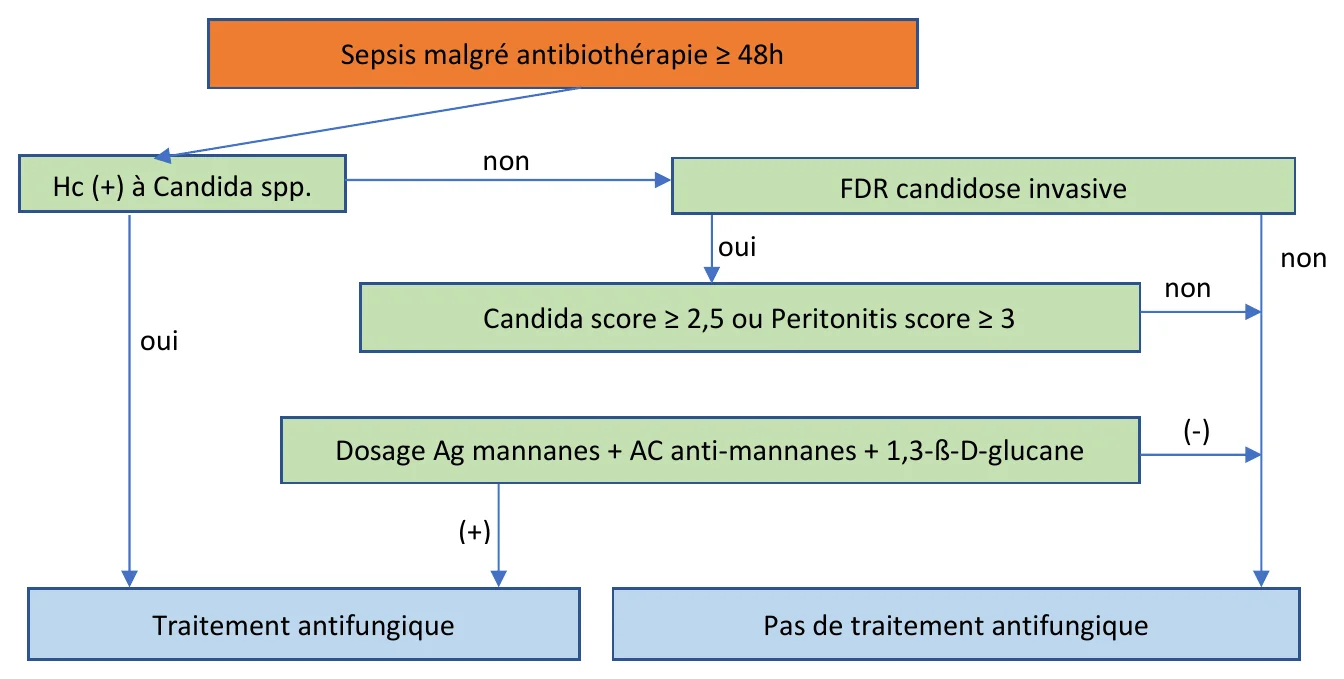 Sepsis malgré antibiothérapie ≥ 48h
non
Hc (+) à Candida spp.
FDR candidose invasive
oui
non
non
Candida score ≥ 2,5 ou Peritonitis score ≥ 3
oui
(-)
Dosage Ag mannanes + AC anti-mannanes + 1,3-ß-D-glucane
(+)
Traitement antifungique
Pas de traitement antifungique